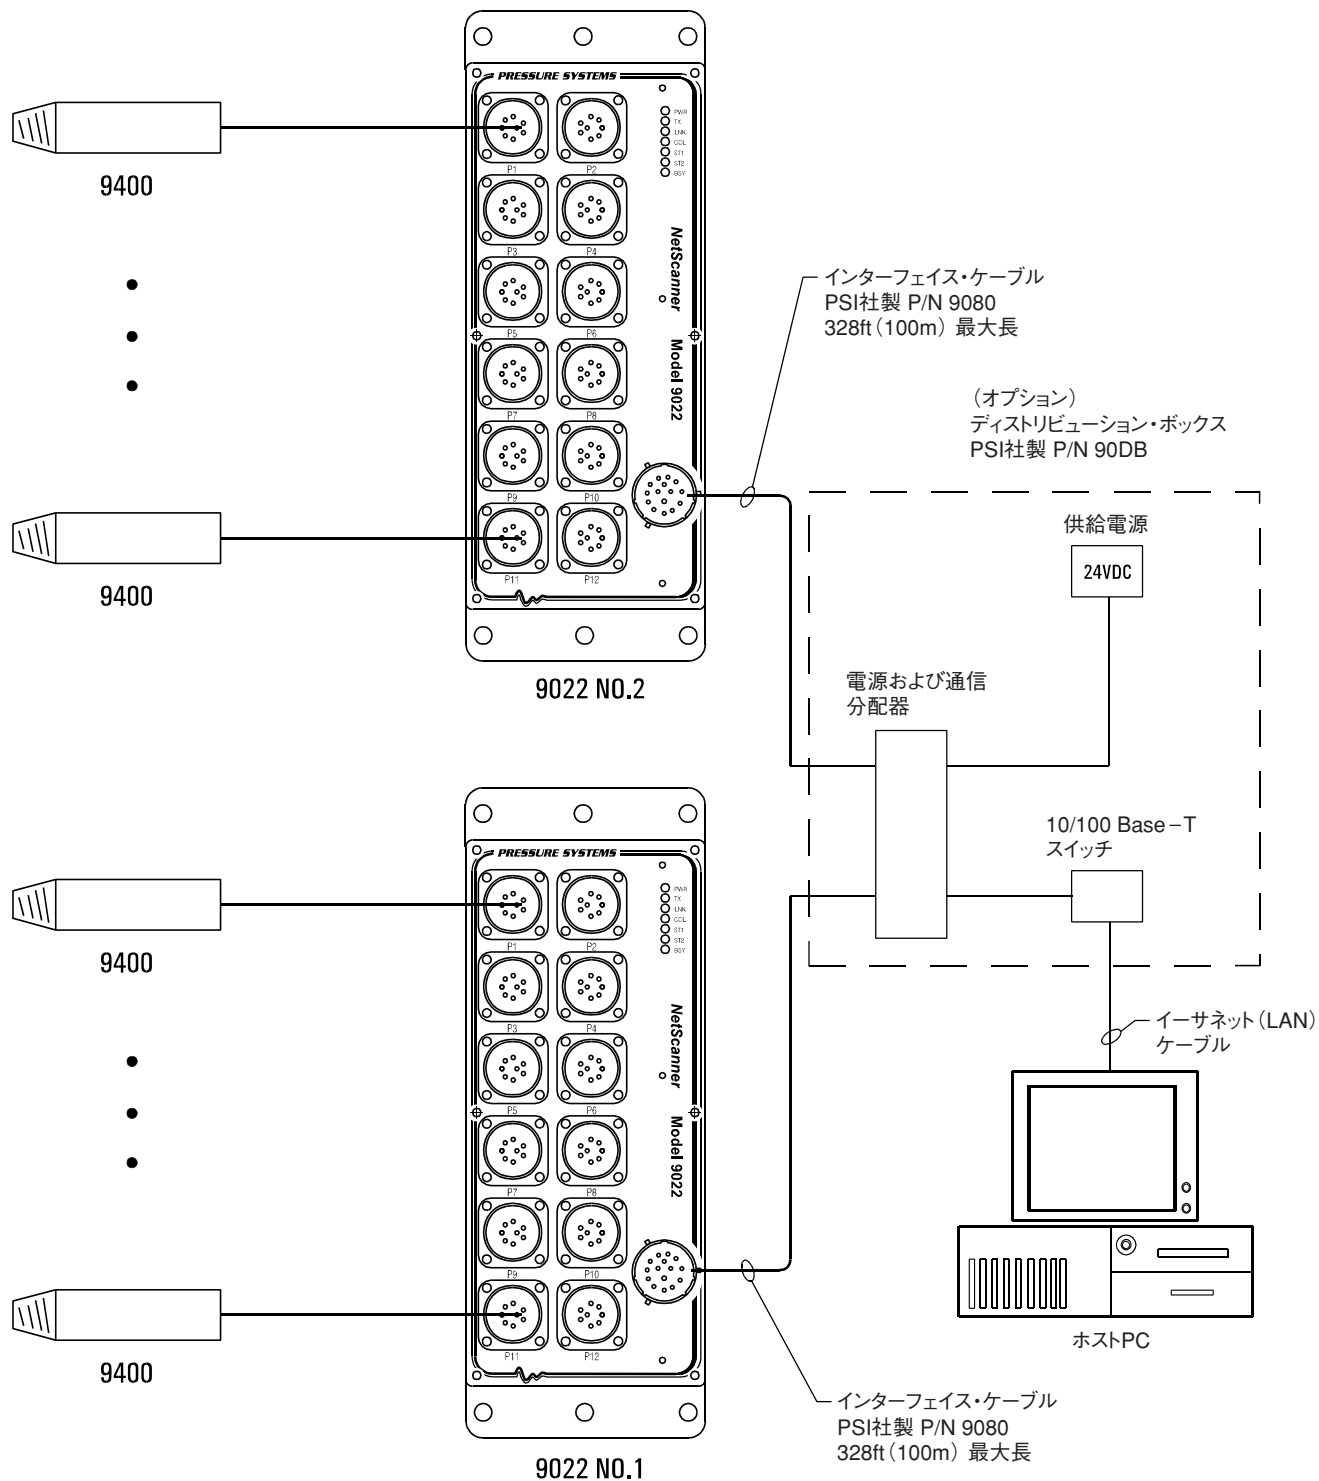 PRESSURE SYSTEMS
PWR
TX
LNK
COL
ST1
ST2
BSY
P1
P2
P3
P4
P5
P6
P7
P8
P9
P10
P11
P12
NetScanner
Model 9022
9400
9400
9022 NO.2
インターフェイス・ケーブル
PSI社製 P/N 9080
328ft(100m) 最大長
(オプション)
ディストリビューション・ボックス
PSI社製 P/N 90DB
供給電源
24VDC
電源および通信
分配器
10/100 Base-T
スイッチ
イーサネット(LAN)
ケーブル
ホストPC
PRESSURE SYSTEMS
PWR
TX
LNK
COL
ST1
ST2
BSY
P1
P2
P3
P4
P5
P6
P7
P8
P9
P10
P11
P12
NetScanner
Model 9022
9400
9400
インターフェイス・ケーブル
PSI社製 P/N 9080
328ft(100m) 最大長
9022 NO.1